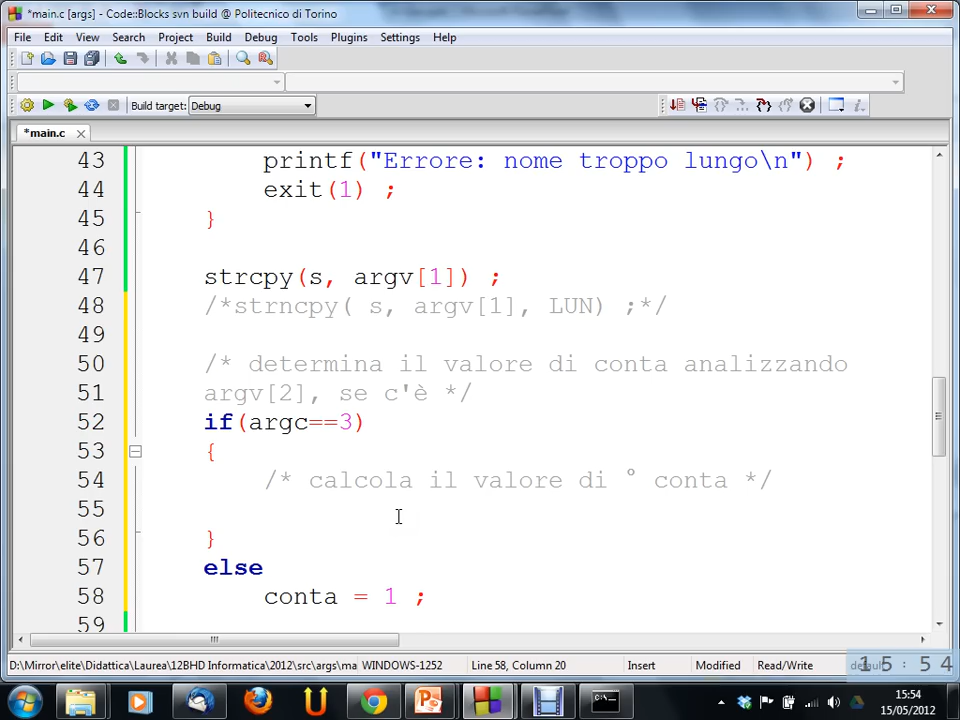 *main.c [args] - Code::Blocks svn build @ Politecnico di Torino
File Edit View Search Project Build Debug Tools Plugins Settings Help
Build target: Debug
*main.c
43 printf("Errore: nome troppo lungo\n") ;
44 exit(1) ;
45 }
46
47 strcpy(s, argv[1]) ;
48 /*strncpy( s, argv[1], LUN) ;*/
49
50 /* determina il valore di conta analizzando
51 argv[2], se c'è */
52 if(argc==3)
53 {
54 /* calcola il valore di ° conta */
55
56 }
57 else
58 conta = 1 ;
59
D:\Mirror\elite\Didattica\Laurea\12BHD Informatica\2012\src\args\ma WINDOWS-1252 Line 58, Column 20 Insert Modified Read/Write default
15:54
15:54
15/05/2012